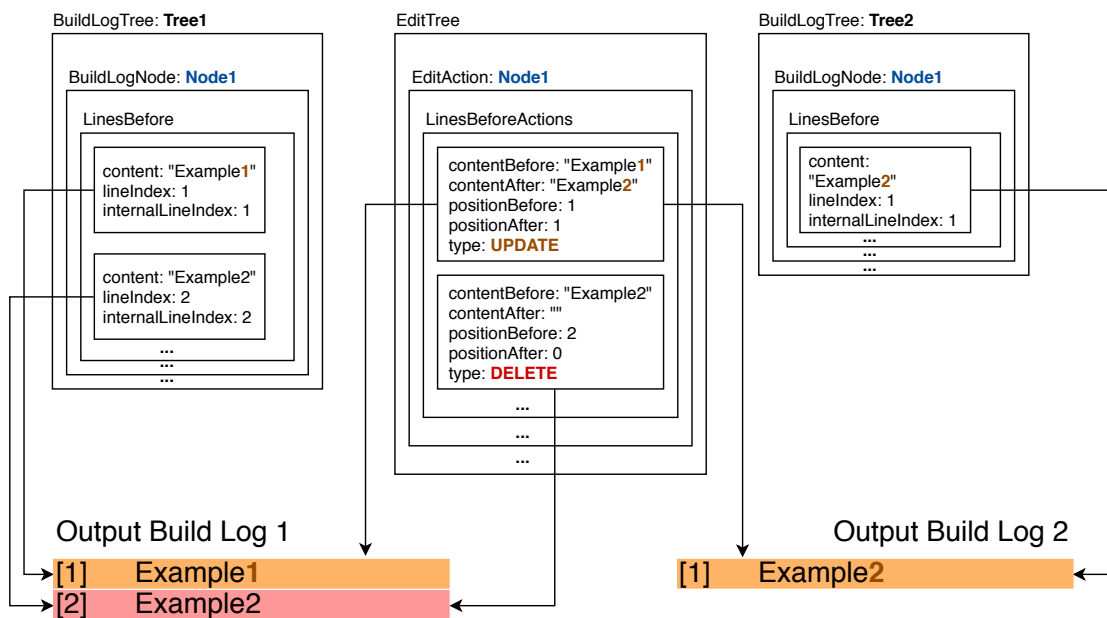 BuildLogTree: Tree1
BuildLogNode: Node1
LinesBefore
content: "Example1"
lineIndex: 1
internalLineIndex: 1
content: "Example2"
lineIndex: 2
internalLineIndex: 2
...
...
...
EditTree
EditAction: Node1
LinesBeforeActions
contentBefore: "Example1"
contentAfter: "Example2"
positionBefore: 1
positionAfter: 1
type: UPDATE
contentBefore: "Example2"
contentAfter: ""
positionBefore: 2
positionAfter: 0
type: DELETE
...
...
...
BuildLogTree: Tree2
BuildLogNode: Node1
LinesBefore
content:
"Example2"
lineIndex: 1
internalLineIndex: 1
...
...
...
Output Build Log 1
[1] Example1
[2] Example2
Output Build Log 2
[1] Example2